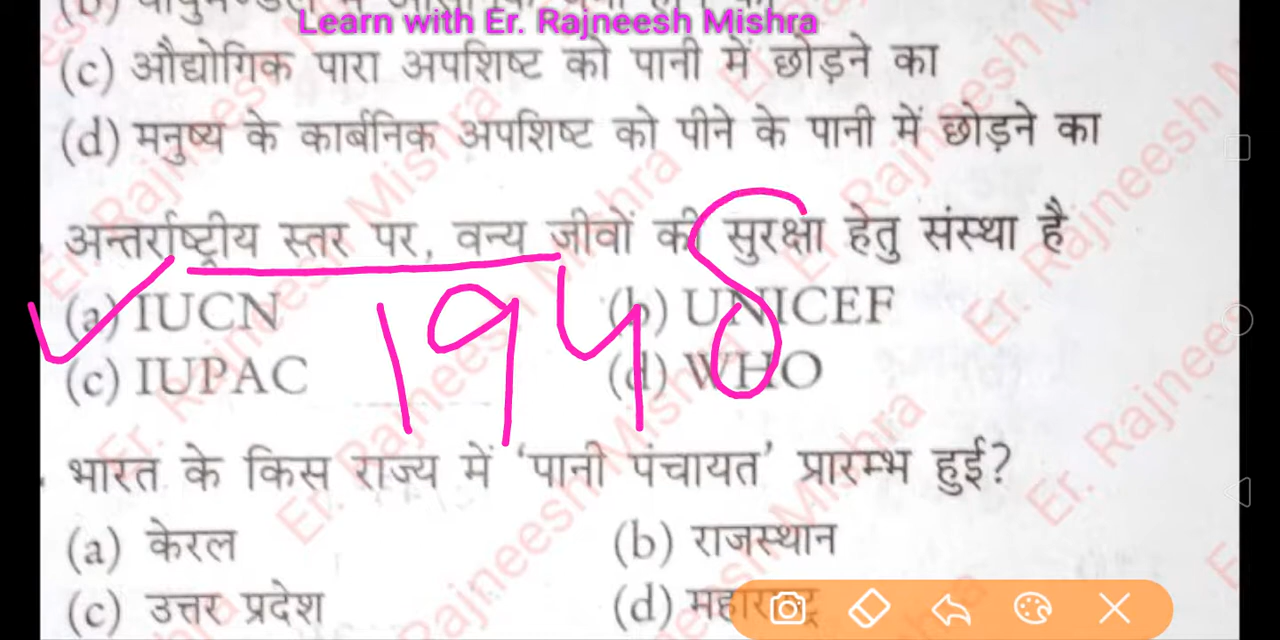 Learn with Er. Rajneesh Mishra
(c) औद्योगिक पारा अपशिष्ट को पानी में छोड़ने का
(d) मनुष्य के कार्बनिक अपशिष्ट को पीने के पानी में छोड़ने का
अन्तर्राष्ट्रीय स्तर पर, वन्य जीवों की सुरक्षा हेतु संस्था है
(a) IUCN (b) UNICEF
1948
(c) IUPAC (d) WHO
भारत के किस राज्य में 'पानी पंचायत' प्रारम्भ हुई?
(a) केरल (b) राजस्थान
(c) उत्तर प्रदेश (d) महाराष्ट्र